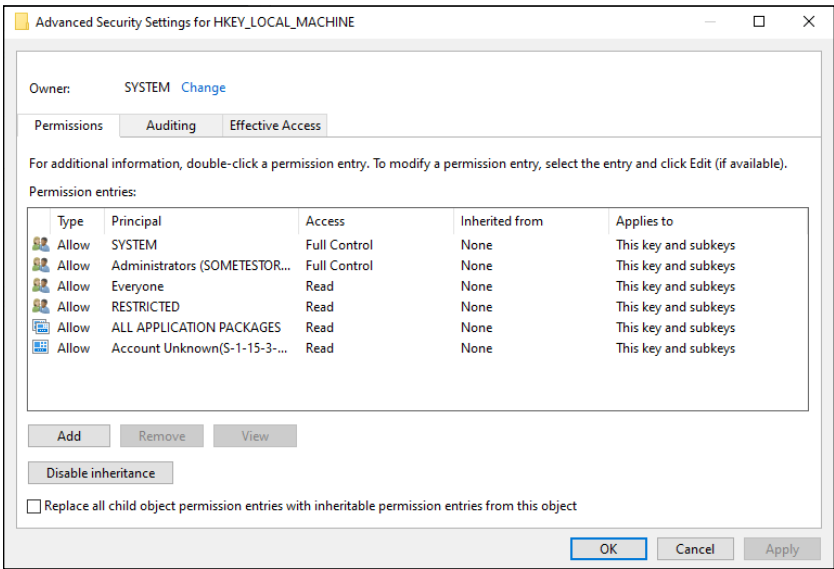 Advanced Security Settings for HKEY_LOCAL_MACHINE
Owner: SYSTEM Change
Permissions Auditing Effective Access
For additional information, double-click a permission entry. To modify a permission entry, select the entry and click Edit (if available).
Permission entries:
Type Principal Access Inherited from Applies to
Allow SYSTEM Full Control None This key and subkeys
Allow Administrators (SOMETESTOR... Full Control None This key and subkeys
Allow Everyone Read None This key and subkeys
Allow RESTRICTED Read None This key and subkeys
Allow ALL APPLICATION PACKAGES Read None This key and subkeys
Allow Account Unknown(S-1-15-3-... Read None This key and subkeys
Add Remove View
Disable inheritance
Replace all child object permission entries with inheritable permission entries from this object
OK Cancel Apply